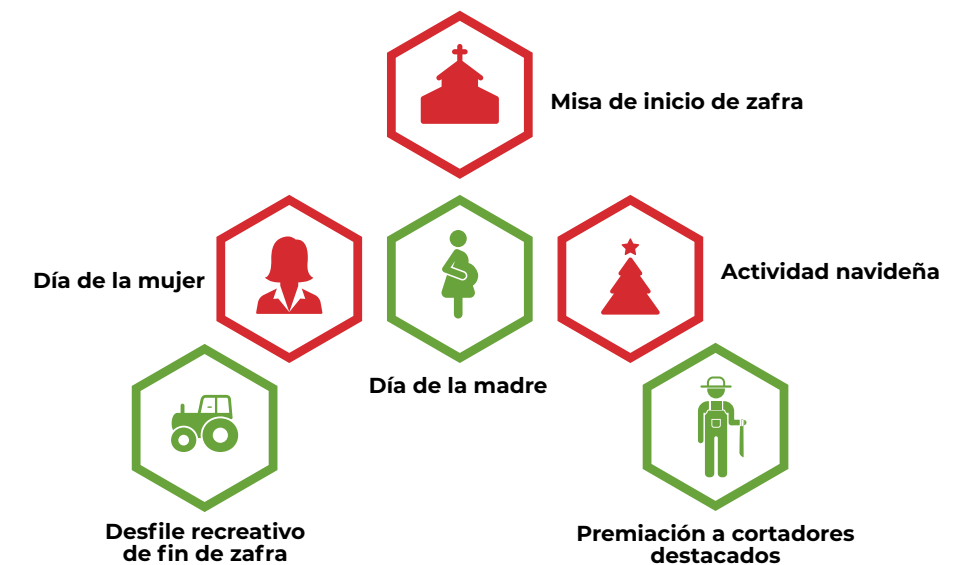 Misa de inicio de zafra
Día de la mujer
Actividad navideña
Día de la madre
Desfile recreativo
de fin de zafra
Premiación a cortadores
destacados